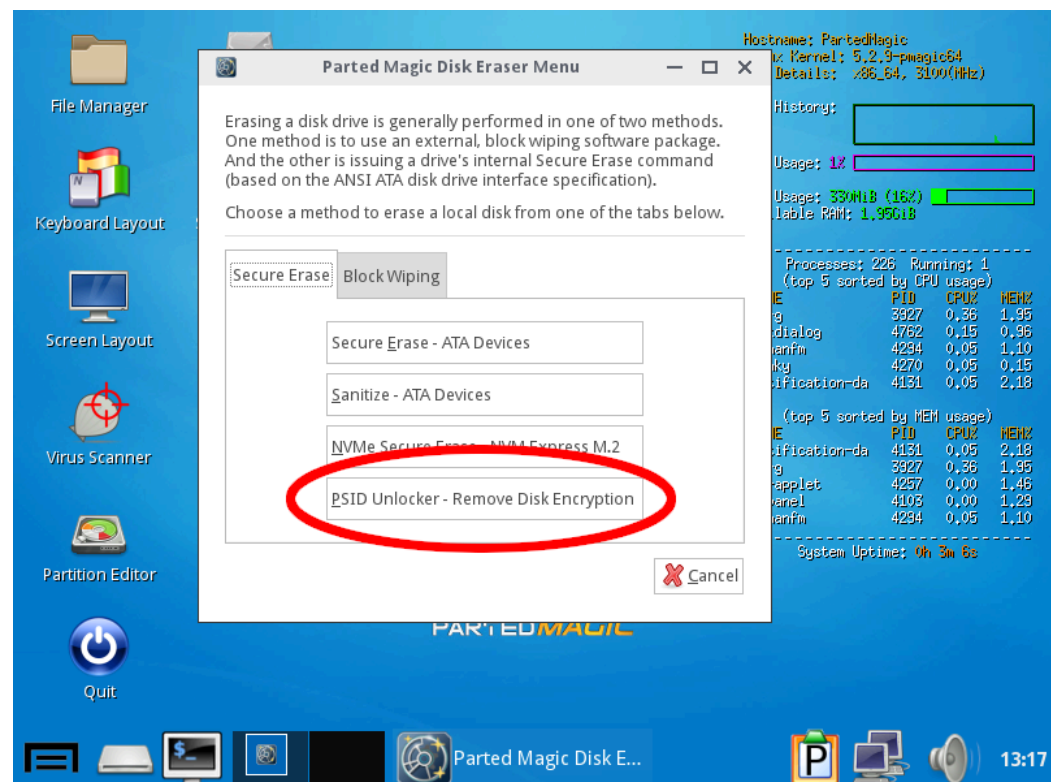 Hostname: PartedMagic
Kernel: 5.2.9-pmagic64
Details: x86_64, 3100(MHz)
File Manager
Parted Magic Disk Eraser Menu
History:
Erasing a disk drive is generally performed in one of two methods.
One method is to use an external, block wiping software package.
And the other is issuing a drive's internal Secure Erase command
(based on the ANSI ATA disk drive interface specification).
Choose a method to erase a local disk from one of the tabs below.
Usage: 1%
Usage: 330MiB (16%)
RAM: 1.95GiB
Keyboard Layout
Secure Erase
Block Wiping
Secure Erase - ATA Devices
Sanitize - ATA Devices
NVMe Secure Erase - NVM Express M.2
PSID Unlocker - Remove Disk Encryption
Cancel
Screen Layout
Virus Scanner
Partition Editor
Quit
Processes: 226 Running: 1
(top 5 sorted by CPU usage)
PID CPU% MEM%
3927 0.36 1.95
4762 0.15 0.96
4294 0.05 1.10
4270 0.05 0.15
4131 0.05 2.18
(top 5 sorted by MEM usage)
PID CPU% MEM%
4131 0.05 2.18
3927 0.36 1.95
4257 0.00 1.46
4103 0.00 1.29
4294 0.05 1.10
System Uptime: 0h 3m 6s
PARTEDMAGIC
Parted Magic Disk E...
13:17